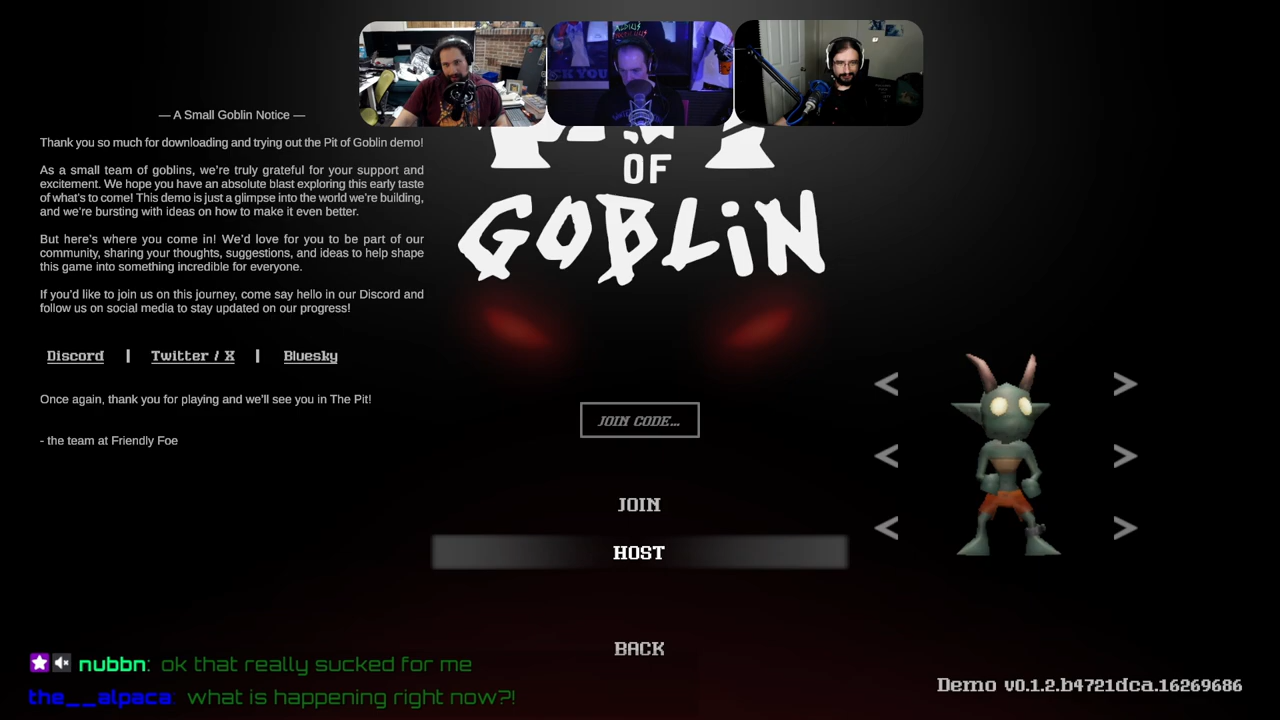 — A Small Goblin Notice —
Thank you so much for downloading and trying out the Pit of Goblin demo!
As a small team of goblins, we're truly grateful for your support and
excitement. We hope you have an absolute blast exploring this early taste
of what's to come! This demo is just a glimpse into the world we're building,
and we're bursting with ideas on how to make it even better.
But here's where you come in! We'd love for you to be part of our
community, sharing your thoughts, suggestions, and ideas to help shape
this game into something incredible for everyone.
If you'd like to join us on this journey, come say hello in our Discord and
follow us on social media to stay updated on our progress!
Discord | Twitter / X | Bluesky
Once again, thank you for playing and we'll see you in The Pit!
- the team at Friendly Foe
OF
GOBLIN
JOIN CODE...
JOIN
HOST
BACK
nubbn: ok that really sucked for me
the__alpaca: what is happening right now?!
Demo v0.1.2.b4721dca.16269686